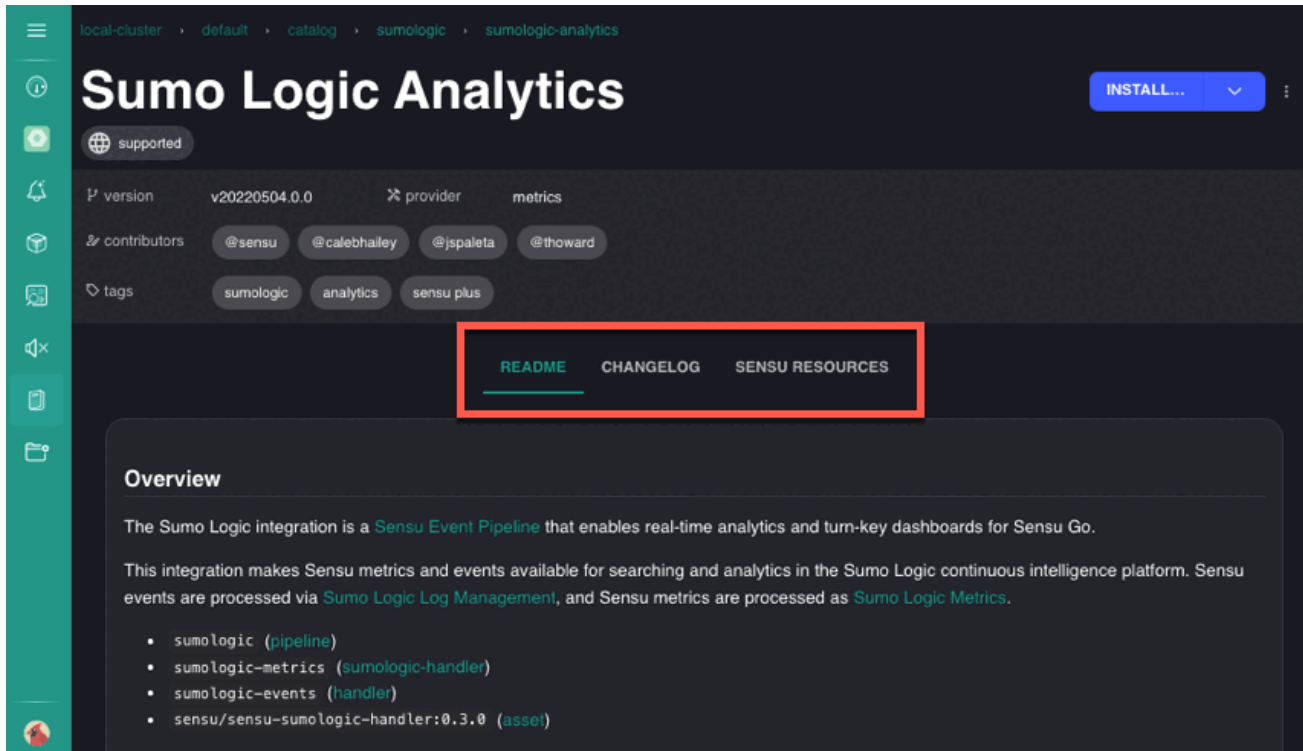 local-cluster › default › catalog › sumologic › sumologic-analytics
Sumo Logic Analytics
INSTALL...
supported
version v20220504.0.0 provider metrics
contributors @sensu @calebhailey @jspaleta @thoward
tags sumologic analytics sensu plus
README CHANGELOG SENSU RESOURCES
Overview
The Sumo Logic integration is a Sensu Event Pipeline that enables real-time analytics and turn-key dashboards for Sensu Go.
This integration makes Sensu metrics and events available for searching and analytics in the Sumo Logic continuous intelligence platform. Sensu
events are processed via Sumo Logic Log Management, and Sensu metrics are processed as Sumo Logic Metrics.
• sumologic (pipeline)
• sumologic-metrics (sumologic-handler)
• sumologic-events (handler)
• sensu/sensu-sumologic-handler:0.3.0 (asset)